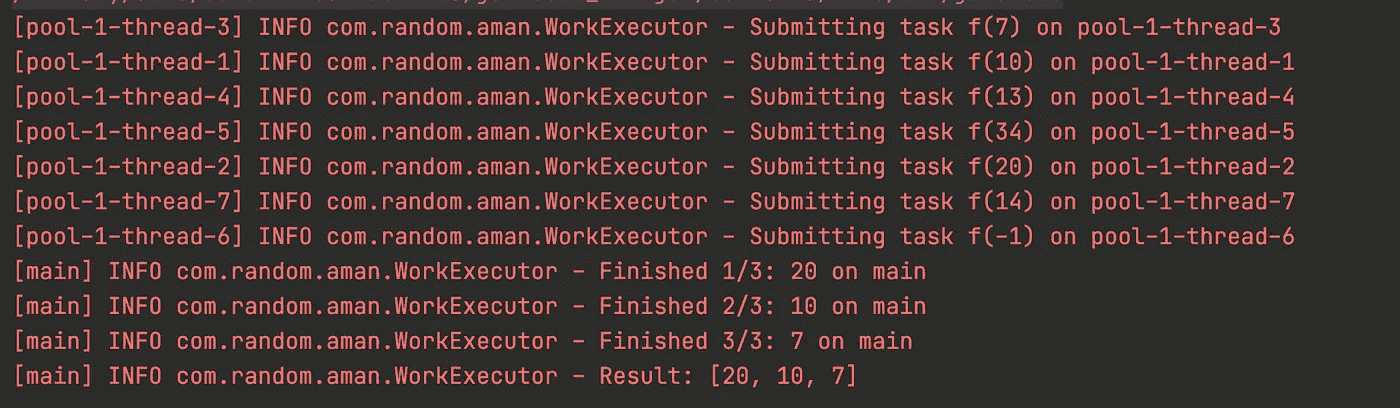 [pool-1-thread-3] INFO com.random.aman.WorkExecutor - Submitting task f(7) on pool-1-thread-3
[pool-1-thread-1] INFO com.random.aman.WorkExecutor - Submitting task f(10) on pool-1-thread-1
[pool-1-thread-4] INFO com.random.aman.WorkExecutor - Submitting task f(13) on pool-1-thread-4
[pool-1-thread-5] INFO com.random.aman.WorkExecutor - Submitting task f(34) on pool-1-thread-5
[pool-1-thread-2] INFO com.random.aman.WorkExecutor - Submitting task f(20) on pool-1-thread-2
[pool-1-thread-7] INFO com.random.aman.WorkExecutor - Submitting task f(14) on pool-1-thread-7
[pool-1-thread-6] INFO com.random.aman.WorkExecutor - Submitting task f(-1) on pool-1-thread-6
[main] INFO com.random.aman.WorkExecutor - Finished 1/3: 20 on main
[main] INFO com.random.aman.WorkExecutor - Finished 2/3: 10 on main
[main] INFO com.random.aman.WorkExecutor - Finished 3/3: 7 on main
[main] INFO com.random.aman.WorkExecutor - Result: [20, 10, 7]